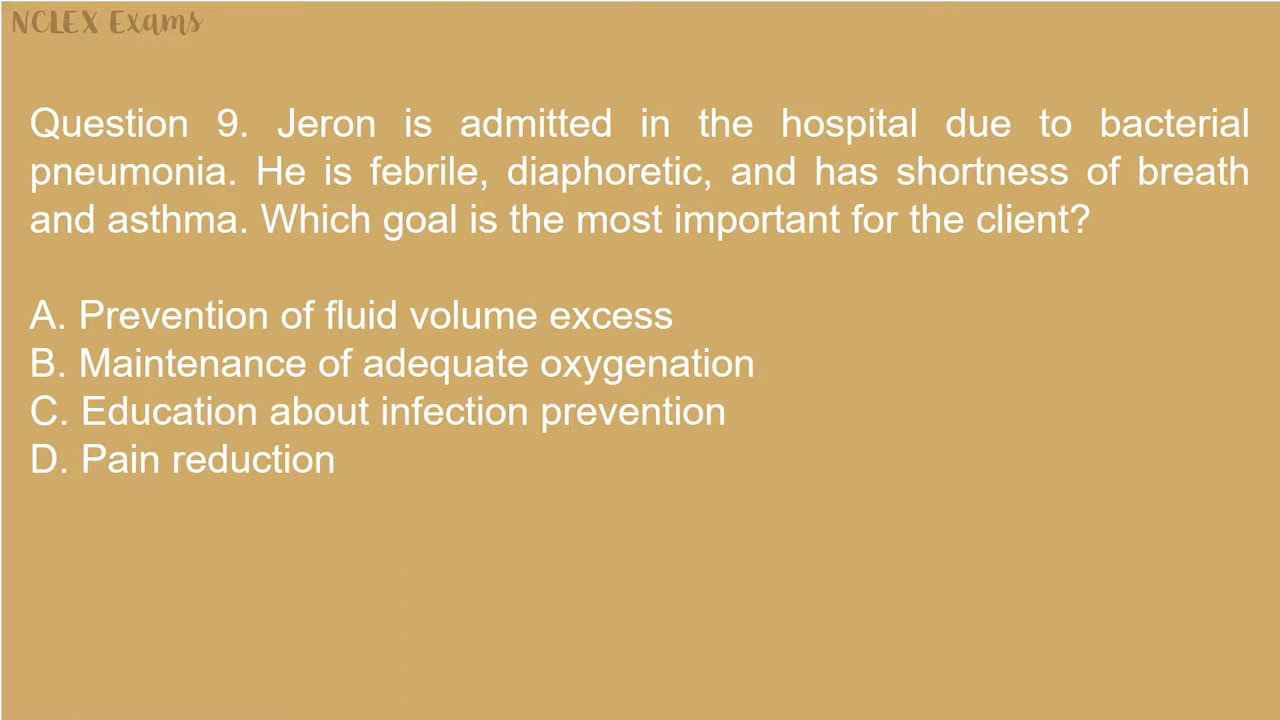 NCLEX Exams
Question 9. Jeron is admitted in the hospital due to bacterial
pneumonia. He is febrile, diaphoretic, and has shortness of breath
and asthma. Which goal is the most important for the client?
A. Prevention of fluid volume excess
B. Maintenance of adequate oxygenation
C. Education about infection prevention
D. Pain reduction